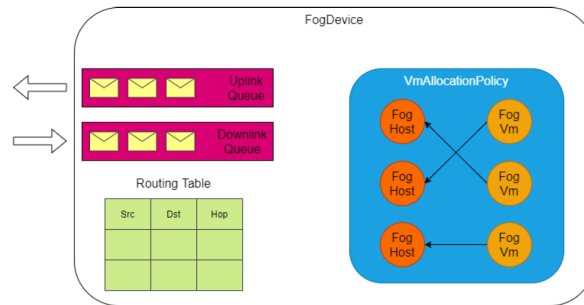 FogDevice
Uplink
Queue
Downlink
Queue
Routing Table
Src Dst Hop
VmAllocationPolicy
Fog
Host
Fog
Vm
Fog
Host
Fog
Vm
Fog
Host
Fog
Vm